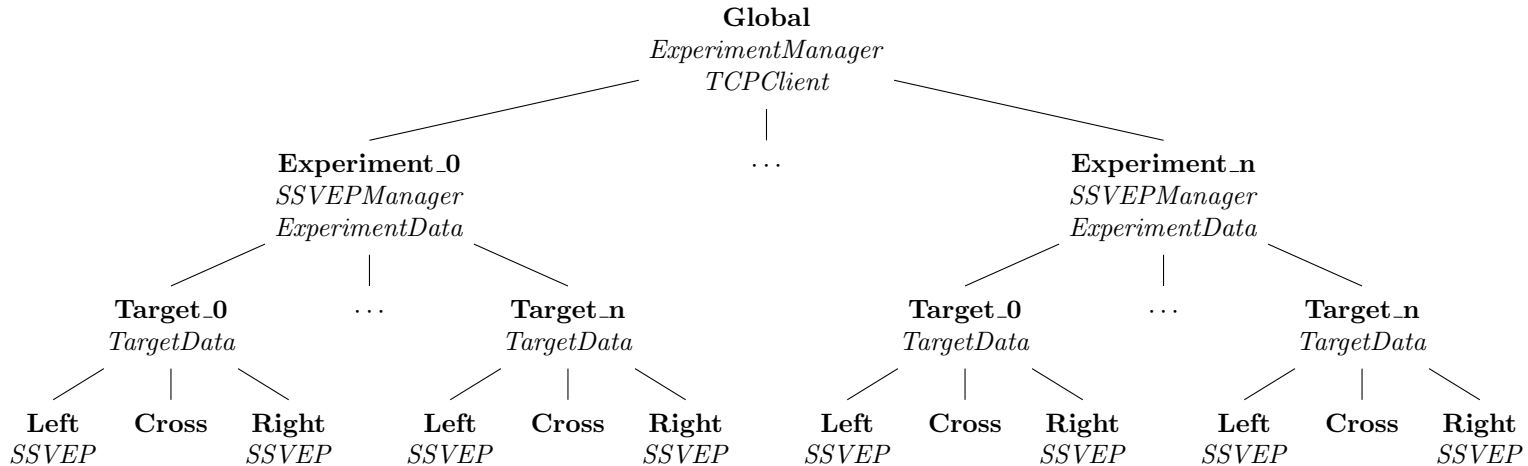 Global
ExperimentManager
TCPClient
Experiment_0 ... Experiment_n
SSVEPManager SSVEPManager
ExperimentData ExperimentData
Target_0 ... Target_n Target_0 ... Target_n
TargetData TargetData TargetData TargetData
Left Cross Right Left Cross Right Left Cross Right Left Cross Right
SSVEP SSVEP SSVEP SSVEP SSVEP SSVEP SSVEP SSVEP